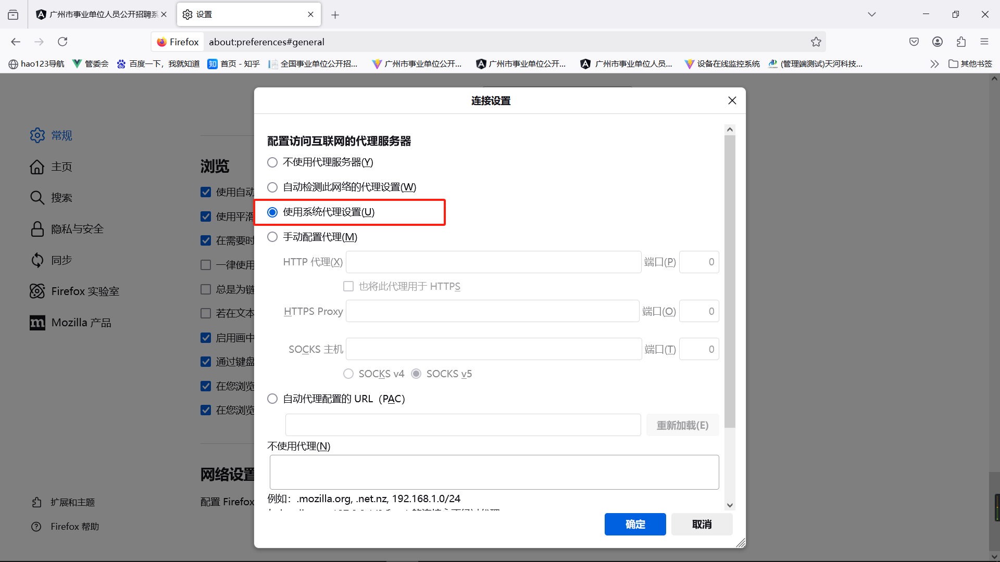 广州市事业单位人员公开招聘系
设置
Firefox
about:preferences#general
hao123导航
管委会
百度一下，我就知道
知
首页 - 知乎
全国事业单位公开招...
广州市事业单位公开...
广州市事业单位公开...
广州市事业单位人员...
设备在线监控系统
(管理端测试)天河科技...
其他书签
连接设置
常规
主页
搜索
隐私与安全
同步
Firefox 实验室
m
Mozilla 产品
扩展和主题
Firefox 帮助
浏览
使用自动
使用平滑
在需要时
一律使用
总是为链
若在文本
启用画中
通过键盘
在您浏览
在您浏览
网络设置
配置 Firefox
配置访问互联网的代理服务器
不使用代理服务器(Y)
自动检测此网络的代理设置(W)
使用系统代理设置(U)
手动配置代理(M)
HTTP 代理(X)
端口(P)
0
也将此代理用于 HTTPS
HTTPS Proxy
端口(O)
0
SOCKS 主机
端口(T)
0
SOCKS v4
SOCKS v5
自动代理配置的 URL（PAC）
重新加载(E)
不使用代理(N)
例如：.mozilla.org, .net.nz, 192.168.1.0/24
确定
取消